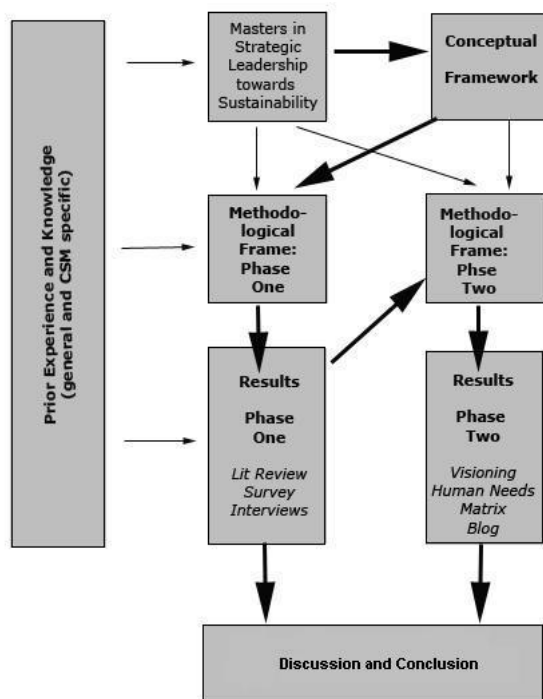 Prior Experience and Knowledge
(general and CSM specific)
Masters in
Strategic
Leadership
towards
Sustainability
Conceptual
Framework
Methodo-
logical
Frame:
Phase
One
Methodo-
logical
Frame:
Phse
Two
Results
Phase
One
Lit Review
Survey
Interviews
Results
Phase
Two
Visioning
Human Needs
Matrix
Blog
Discussion and Conclusion